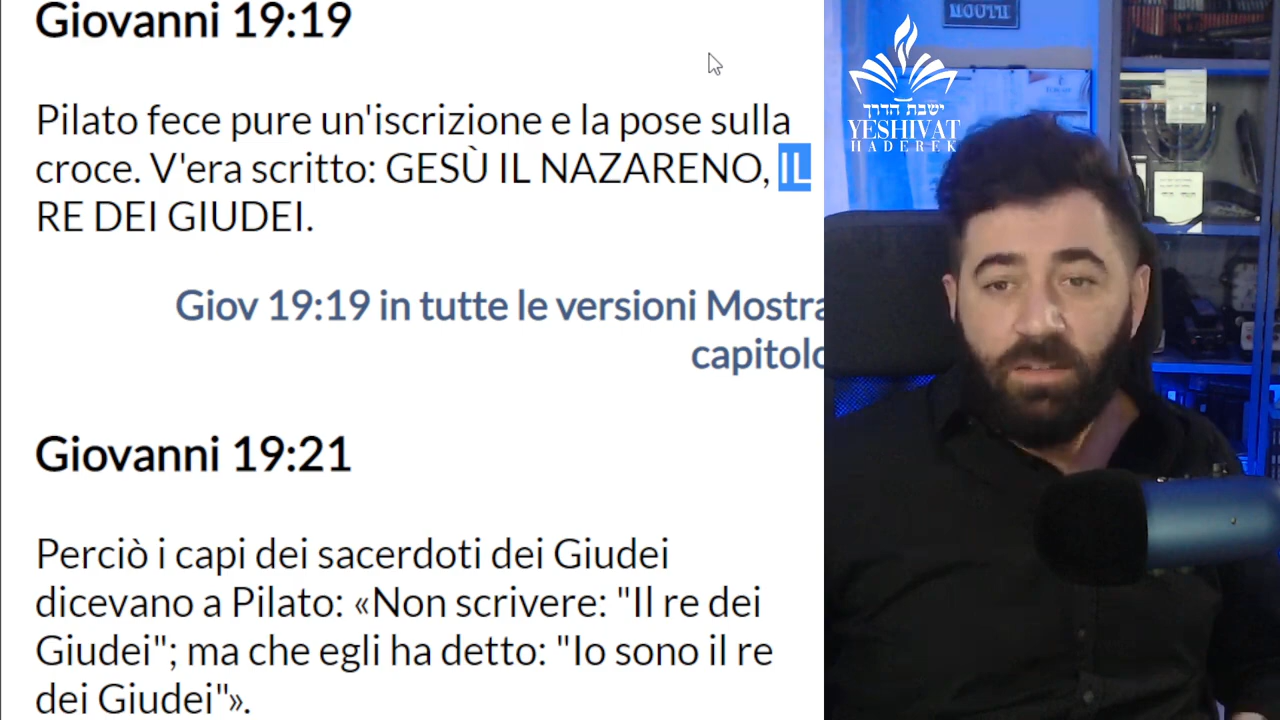 Giovanni 19:19
Pilato fece pure un'iscrizione e la pose sulla
croce. V'era scritto: GESÙ IL NAZARENO, IL
RE DEI GIUDEI.
Giov 19:19 in tutte le versioni Mostra
capitolo
Giovanni 19:21
Perciò i capi dei sacerdoti dei Giudei
dicevano a Pilato: «Non scrivere: "Il re dei
Giudei"; ma che egli ha detto: "Io sono il re
dei Giudei"».
ישבת הדרך
YESHIVAT
HADEREK